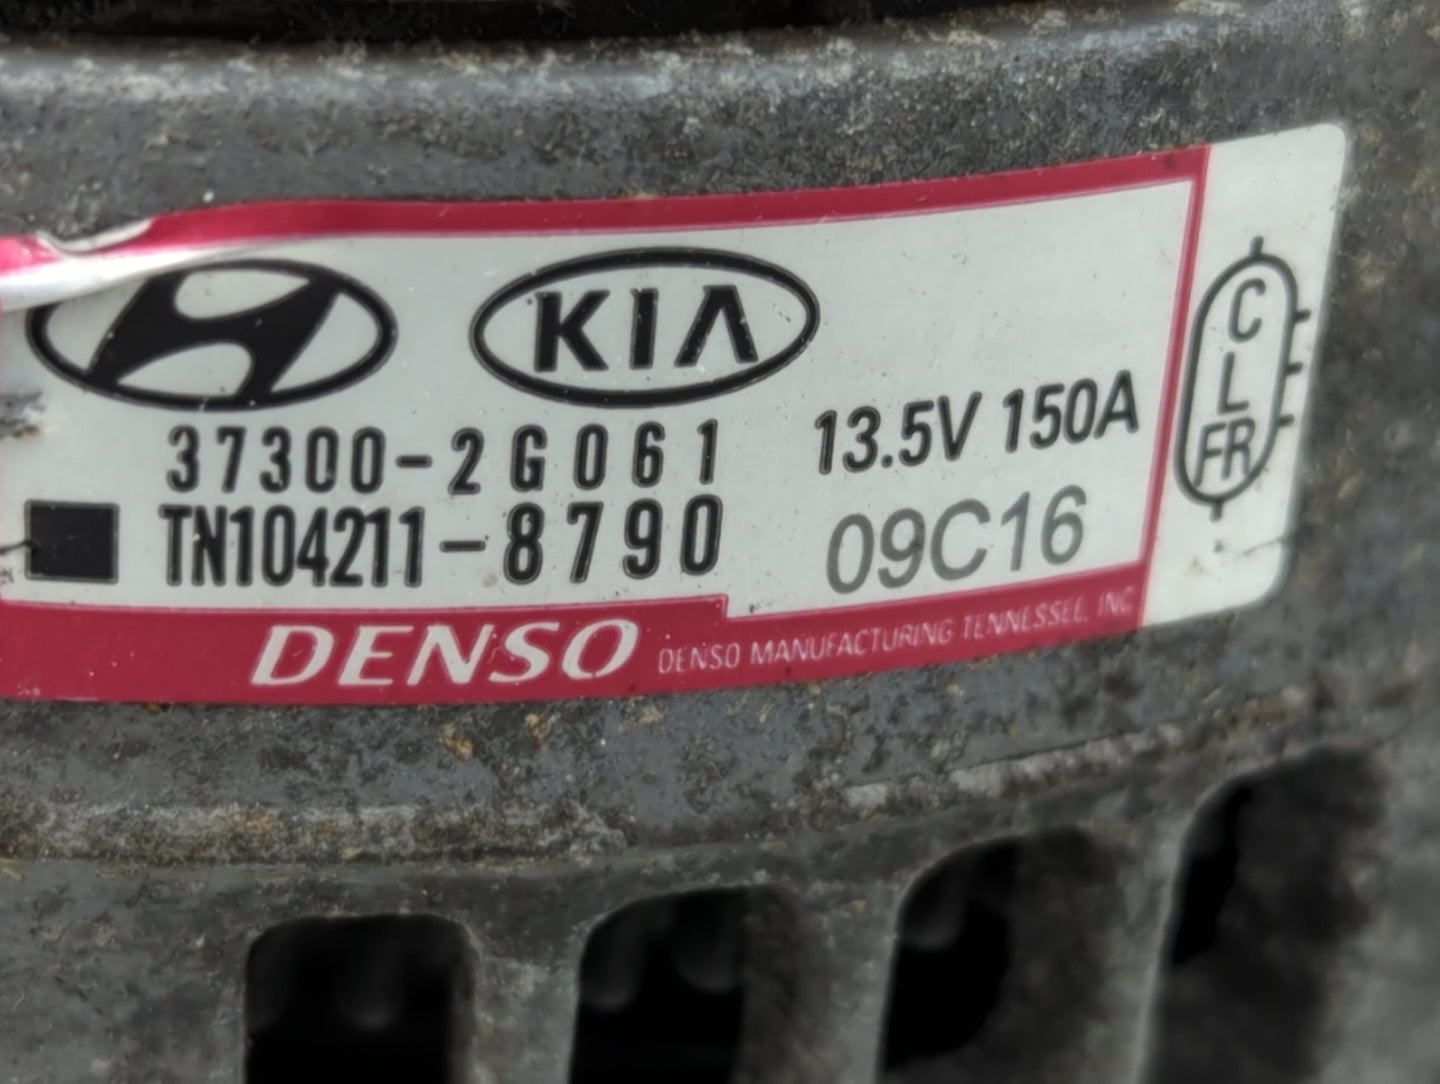 KIA
37300-2G061
13.5V 150A
TN104211-8790
09C16
DENSO DENSO MANUFACTURING TENNESSEE, INC
C
L
FR